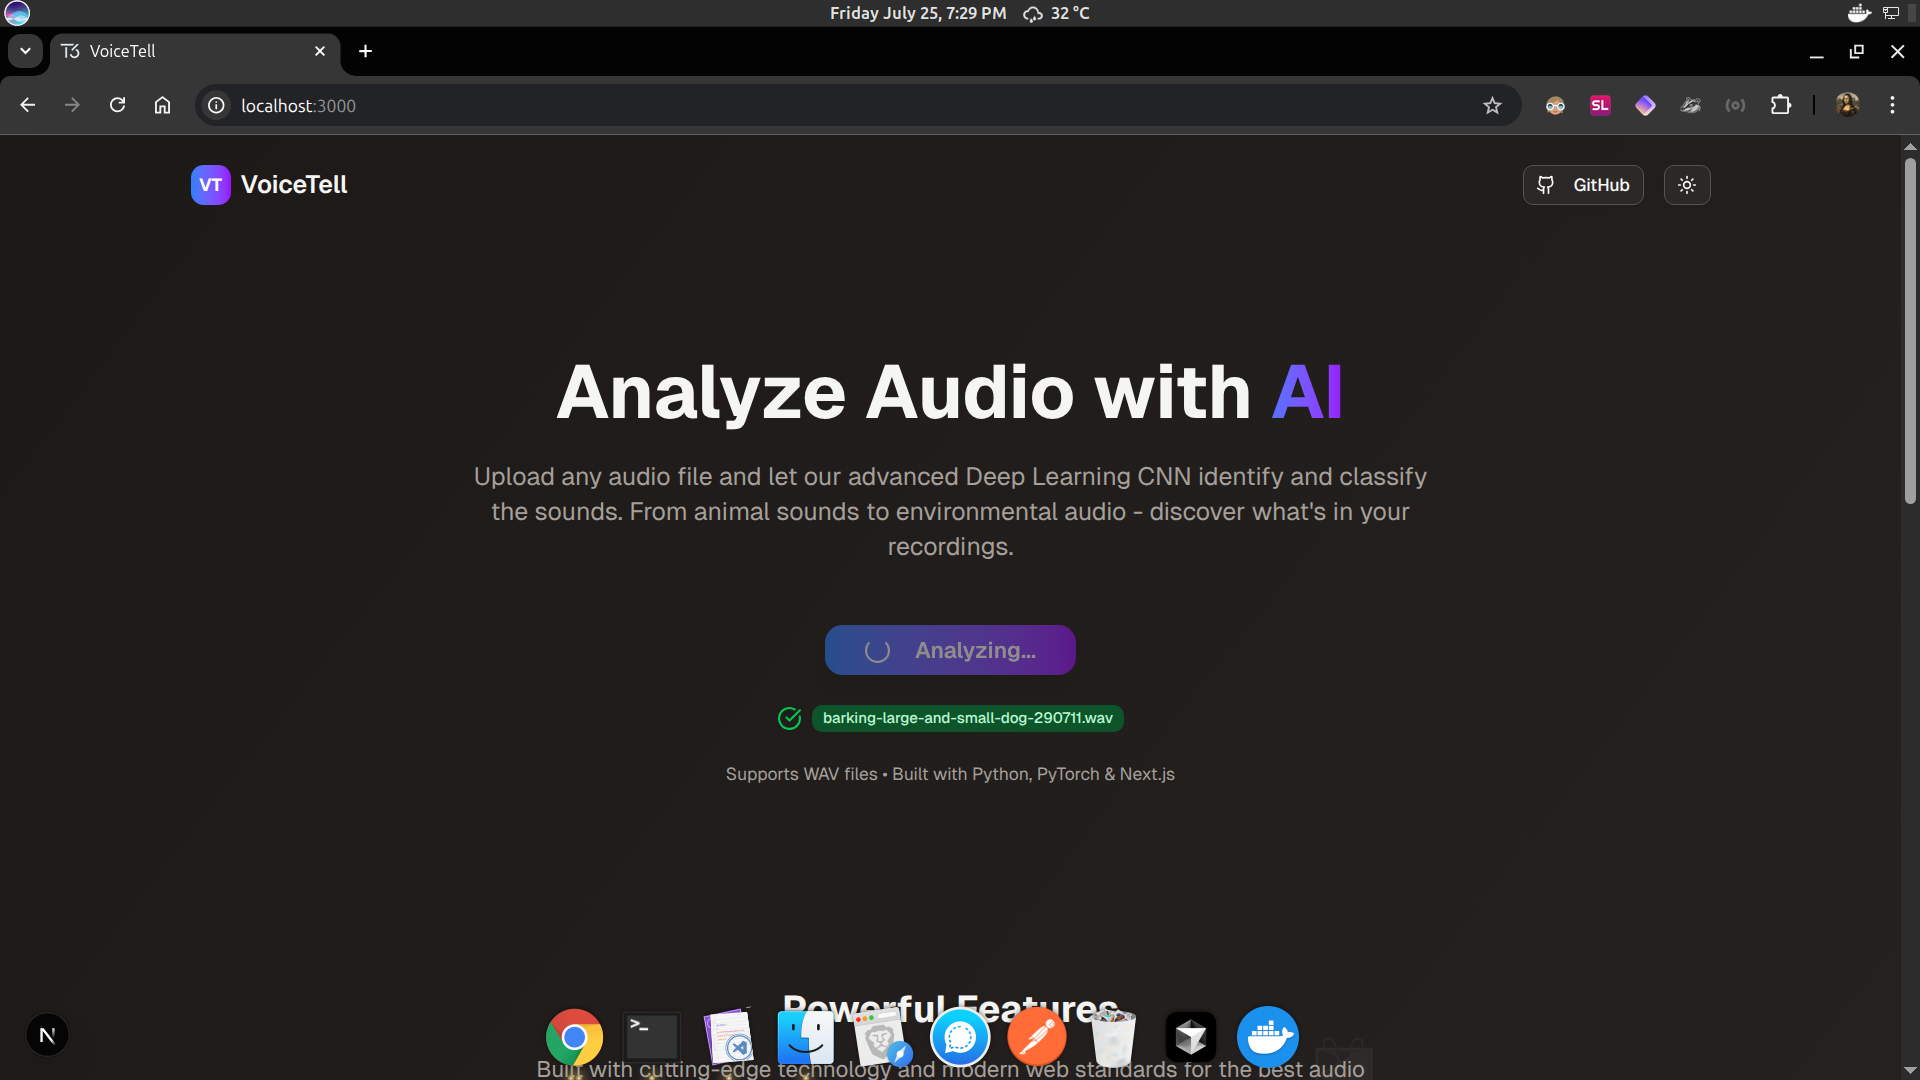 Friday July 25, 7:29 PM 32 °C
VoiceTell
localhost:3000
SL
VT VoiceTell
GitHub
Analyze Audio with AI
Upload any audio file and let our advanced Deep Learning CNN identify and classify
the sounds. From animal sounds to environmental audio - discover what's in your
recordings.
Analyzing...
barking-large-and-small-dog-290711.wav
Supports WAV files • Built with Python, PyTorch & Next.js
Powerful Features
N
Built with cutting-edge technology and modern web standards for the best audio